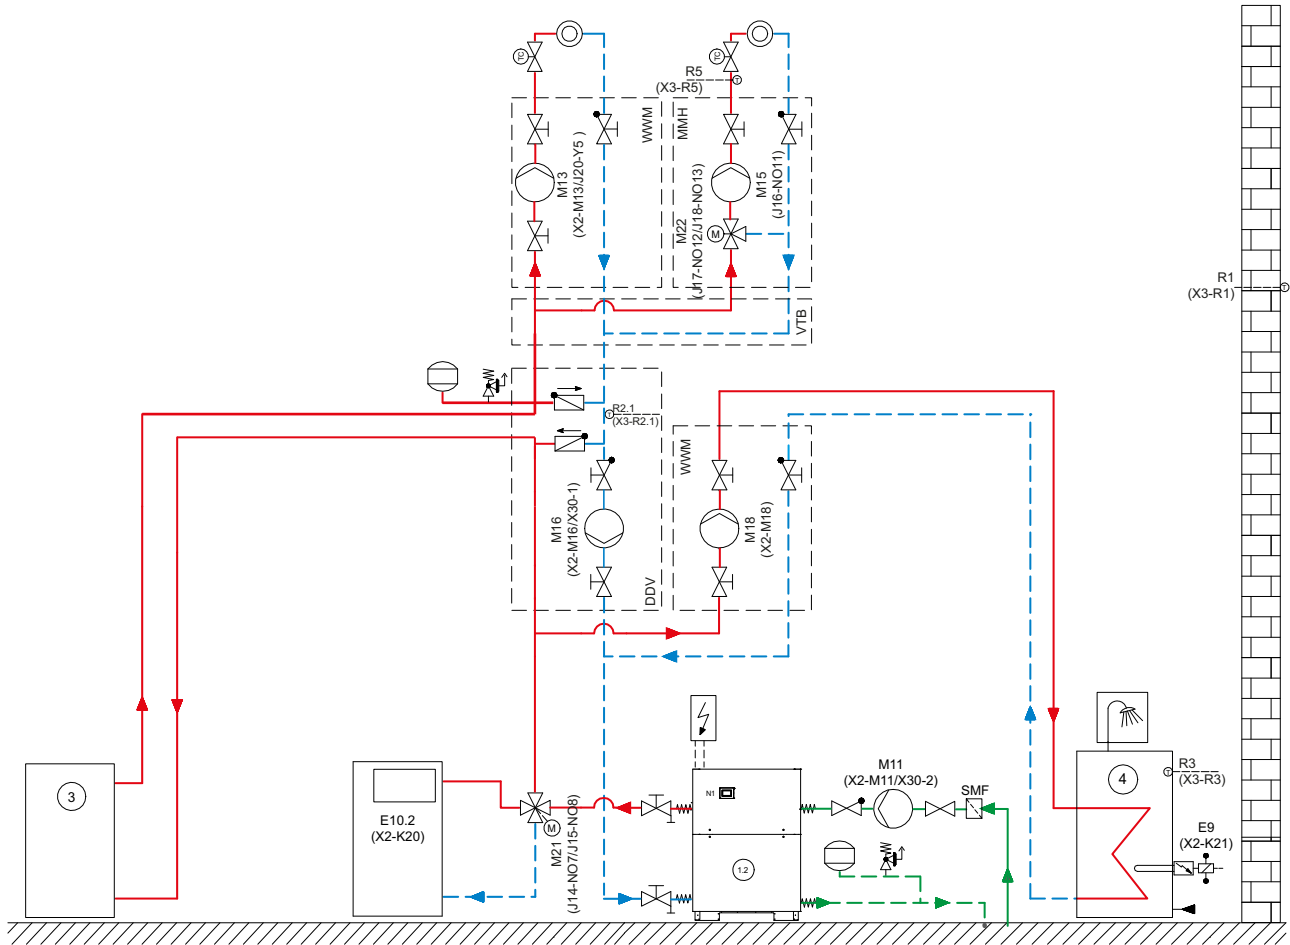 TC
TC
R5
(X3-R5)
T
WWM
MMH
M13
(X2-M13/J20-Y5 )
M15
(J16-NO11)
M22
(J17-NO12/J18-NO13)
M
R1
(X3-R1)
T
VTB
R2.1
(X3-R2.1)
T
WWM
M16
(X2-M16/X30-1)
M18
(X2-M18)
DDV
3
E10.2
(X2-K20)
M
M21
(J14-NO7/J15-NO8)
N1
1.2
M11
(X2-M11/X30-2)
SMF
4
R3
(X3-R3)
T
E9
(X2-K21)